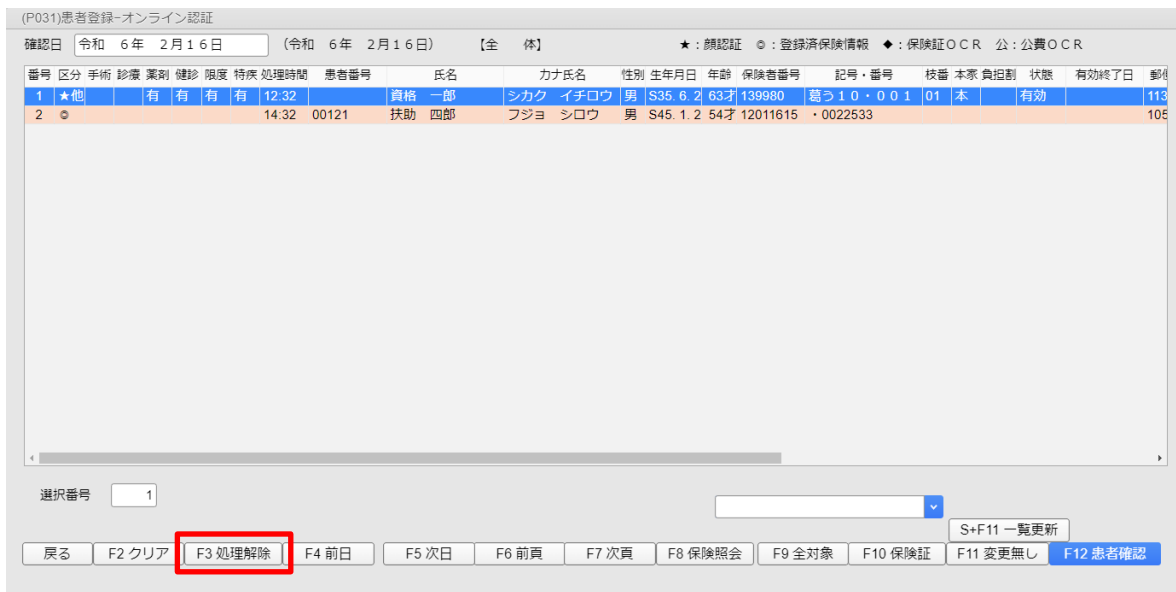 (P031)患者登録-オンライン認証
確認日 令和 6年 2月16日 (令和 6年 2月16日) 【全 体】 ★:顔認証 ◎:登録済保険情報 ◆:保険証OCR 公:公費OCR
番号 区分 手術 診療 薬剤 健診 限度 特疾 処理時間 患者番号 氏名 カナ氏名 性別 生年月日 年齢 保険者番号 記号・番号 枝番 本家 負担割 状態 有効終了日
1 ★他 有 有 有 有 12:32 資格 一郎 シカク イチロウ 男 S35. 6. 2 63才 139980 葛う10・001 01 本 有効 113
2 ◎ 14:32 00121 扶助 四郎 フジョ シロウ 男 S45. 1. 2 54才 12011615 ・0022533 105
選択番号 1
S+F11 一覧更新
戻る F2 クリア F3 処理解除 F4 前日 F5 次日 F6 前頁 F7 次頁 F8 保険照会 F9 全対象 F10 保険証 F11 変更無し F12 患者確認